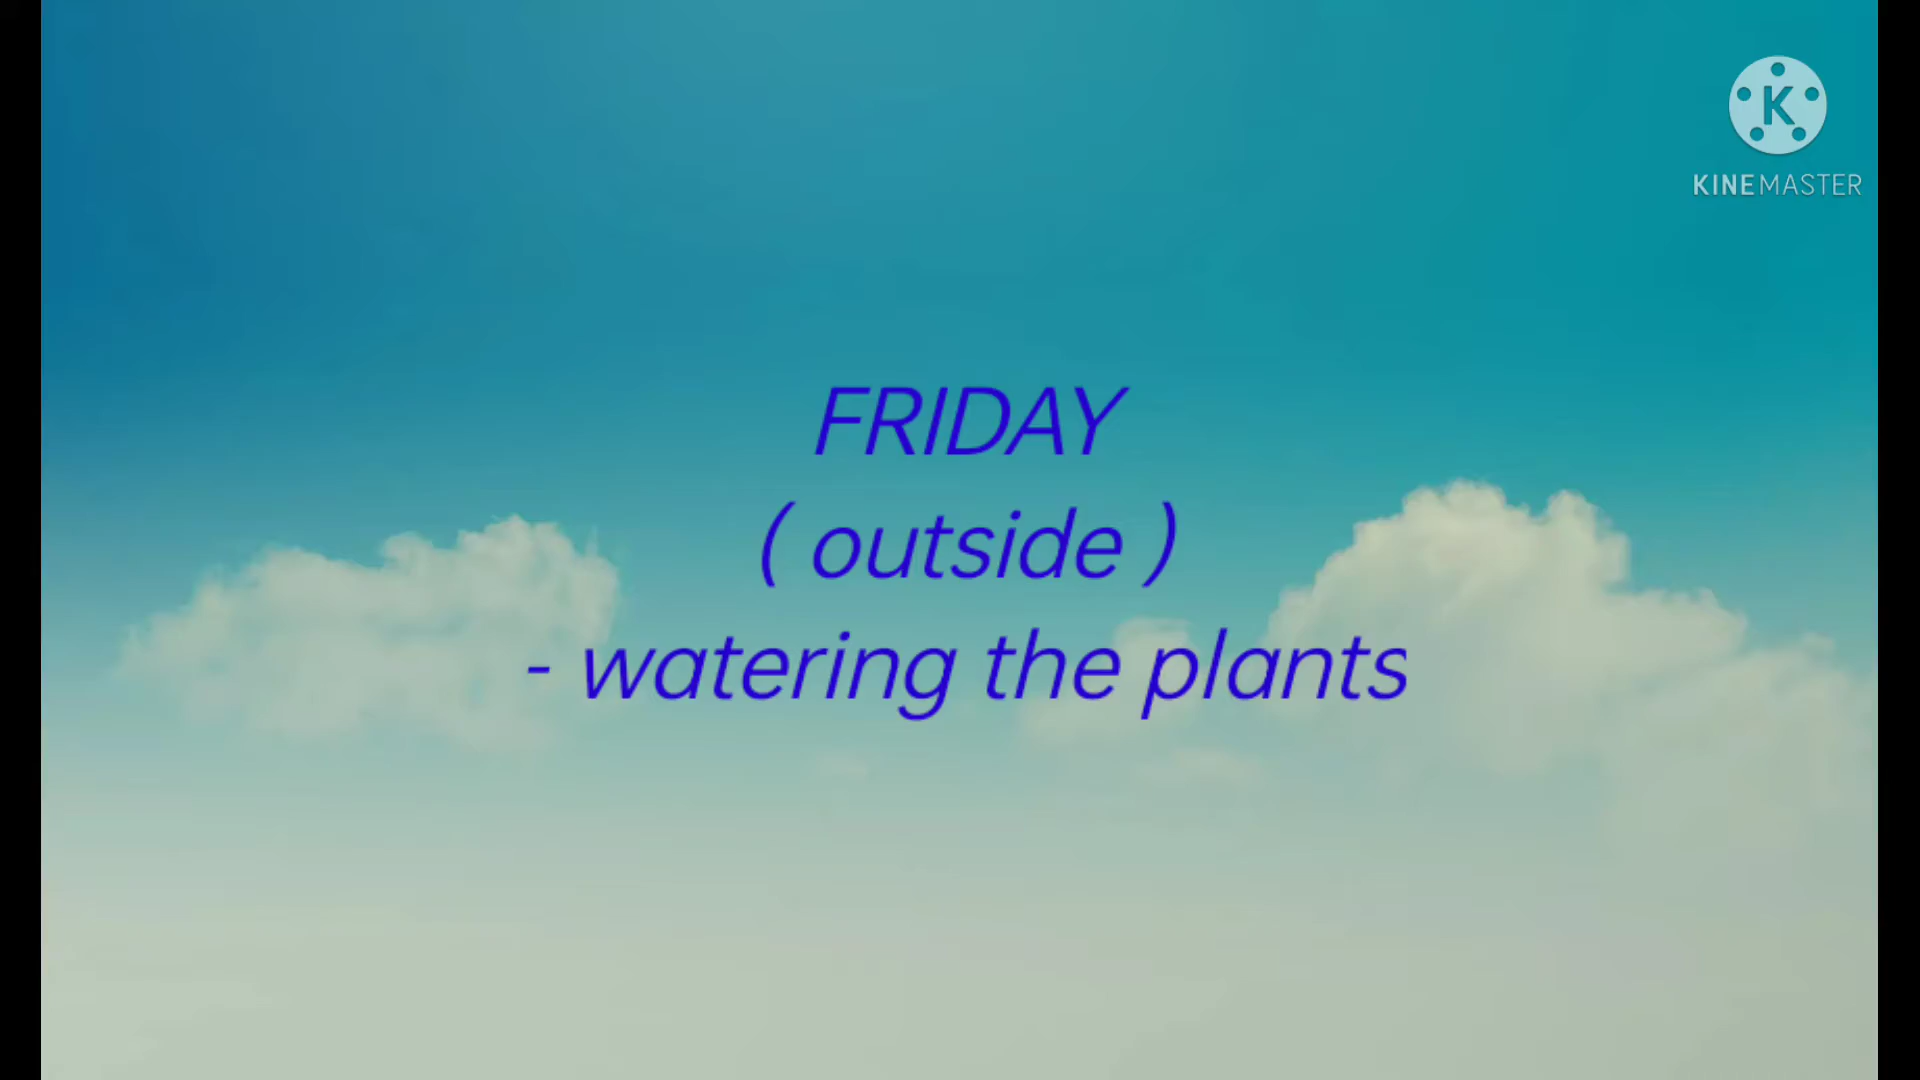 K
KINEMASTER
FRIDAY
( outside )
- watering the plants